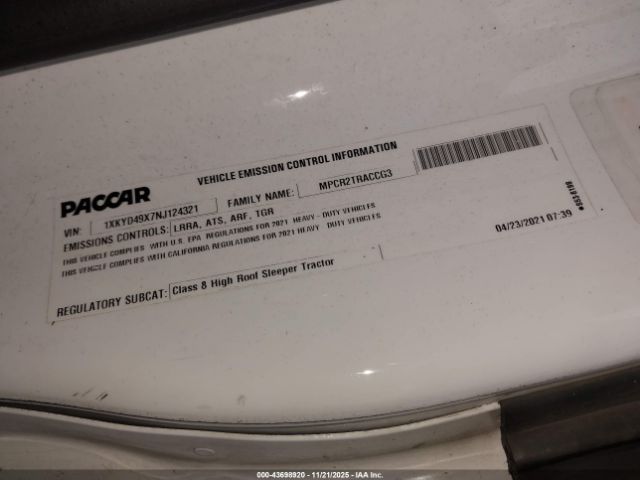 PACCAR VEHICLE EMISSION CONTROL INFORMATION
VIN: 1XKYD49X7NJ124321 FAMILY NAME: MPCR2TRACCG3
EMISSIONS CONTROLS: LRRA, ATS, ARF, TGR
THIS VEHICLE COMPLIES WITH U.S. EPA REGULATIONS FOR 2021 HEAVY - DUTY VEHICLES
THIS VEHICLE COMPLIES WITH CALIFORNIA REGULATIONS FOR 2021 HEAVY DUTY VEHICLES
04/23/2021 07:39
REGULATORY SUBCAT: Class 8 High Roof Sleeper Tractor
000-43698920 - 11/21/2025 - IAA Inc.